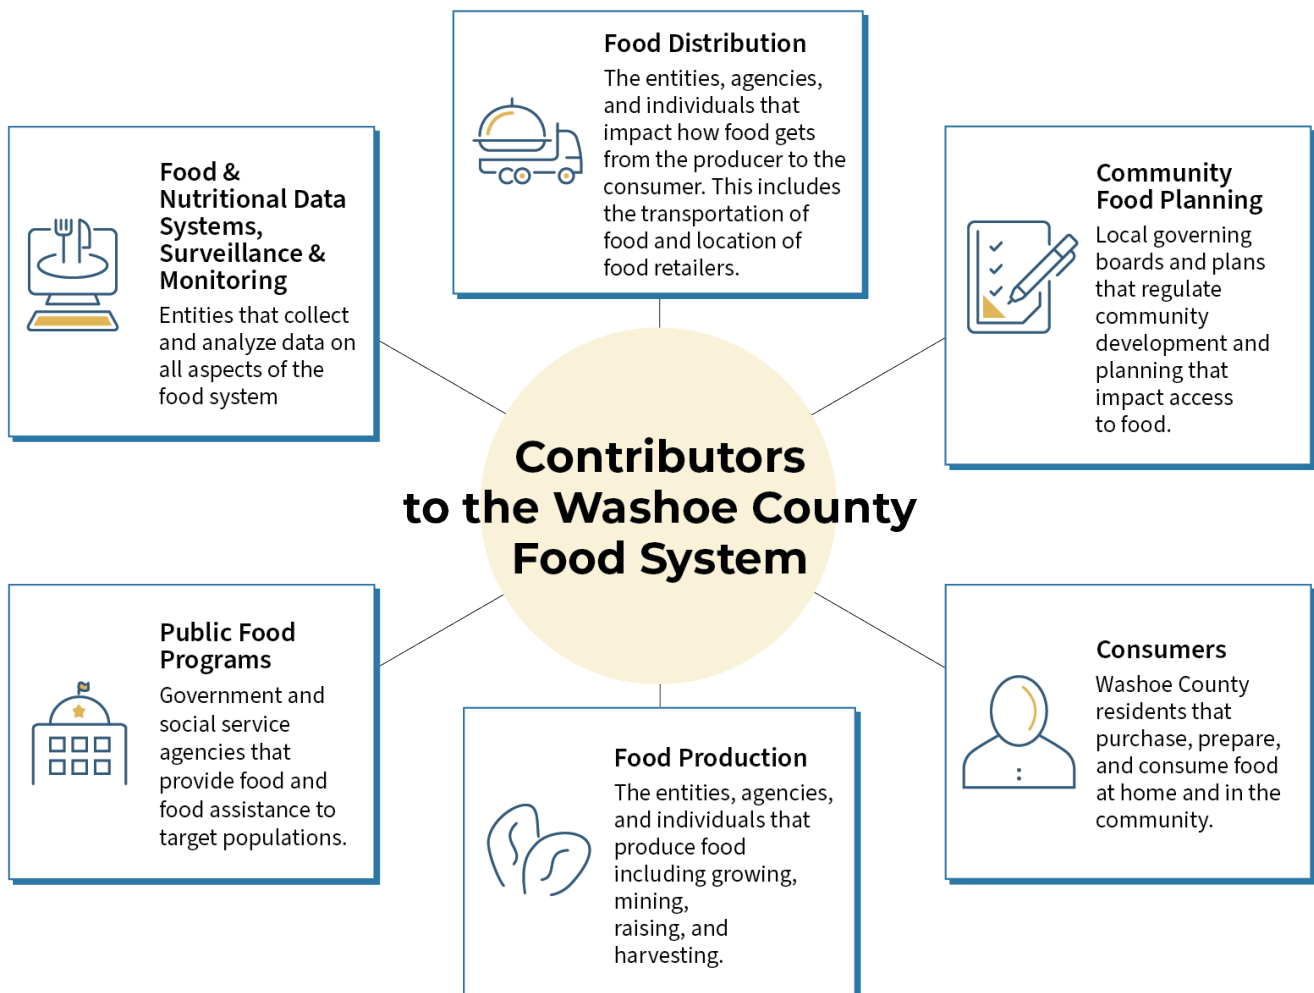 Food Distribution
The entities, agencies,
and individuals that
impact how food gets
from the producer to the
consumer. This includes
the transportation of
food and location of
food retailers.
Food &
Nutritional Data
Systems,
Surveillance &
Monitoring
Entities that collect
and analyze data on
all aspects of the
food system
Community
Food Planning
Local governing
boards and plans
that regulate
community
development and
planning that
impact access
to food.
Contributors
to the Washoe County
Food System
Public Food
Programs
Government and
social service
agencies that
provide food and
food assistance to
target populations.
Food Production
The entities, agencies,
and individuals that
produce food
including growing,
mining,
raising, and
harvesting.
Consumers
Washoe County
residents that
purchase, prepare,
and consume food
at home and in the
community.